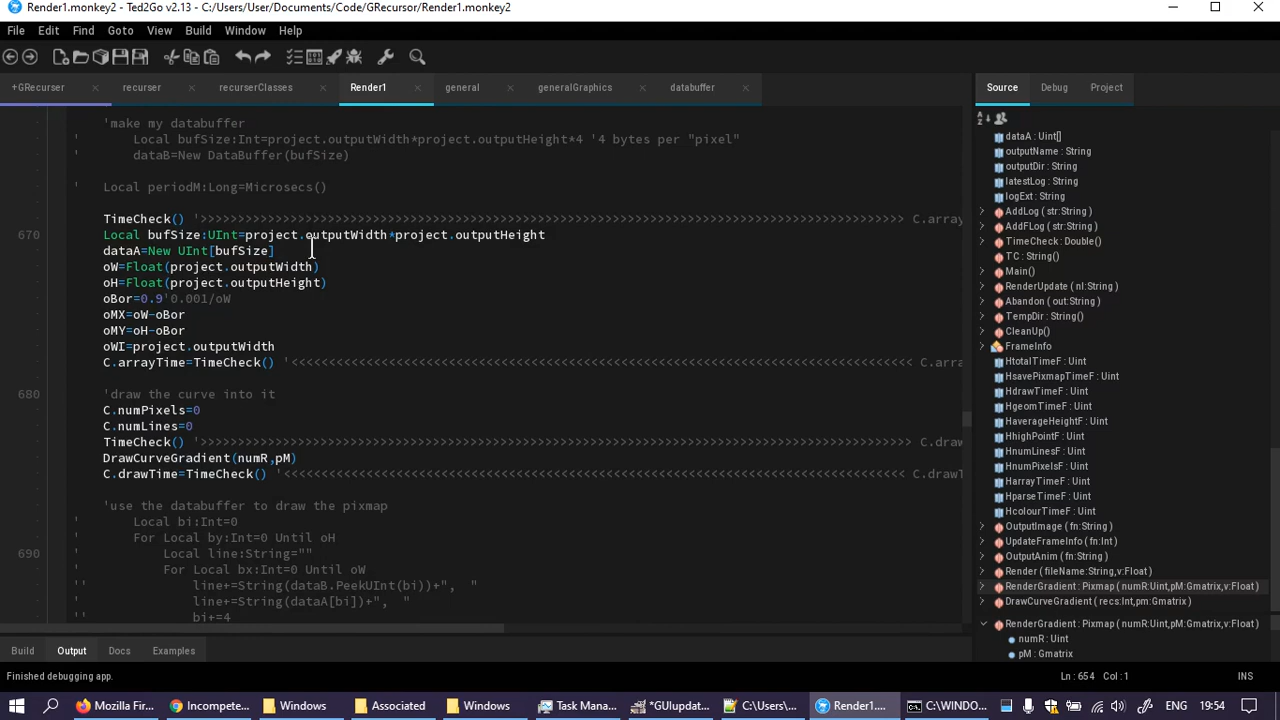 Render1.monkey2 - Ted2Go v2.13 - C:/Users/User/Documents/Code/GRecursor/Render1.monkey2
File Edit Find Goto View Build Window Help
+GRecurser recurser recurserClasses Render1 general generalGraphics databuffer
'make my databuffer
' Local bufSize:Int=project.outputWidth*project.outputHeight*4 '4 bytes per "pixel"
' dataB=New DataBuffer(bufSize)
' Local periodM:Long=Microsecs()
TimeCheck() '>>>>>>>>>>>>>>>>>>>>>>>>>>>>>>>>>>>>>>>>>>>>>>>>>>>>>>>>>>>>>>>>>>>>>>>>>>>>>>>>>>>>>>>>>>>>>> C.array
670 Local bufSize:UInt=project.outputWidth*project.outputHeight
dataA=New UInt[bufSize]
oW=Float(project.outputWidth)
oH=Float(project.outputHeight)
oBor=0.9'0.001/oW
oMX=oW-oBor
oMY=oH-oBor
oWI=project.outputWidth
C.arrayTime=TimeCheck() '<<<<<<<<<<<<<<<<<<<<<<<<<<<<<<<<<<<<<<<<<<<<<<<<<<<<<<<<<<<<<<<<<<<<<<<<<<<<<<<<<<< C.arra
680 'draw the curve into it
C.numPixels=0
C.numLines=0
TimeCheck() '>>>>>>>>>>>>>>>>>>>>>>>>>>>>>>>>>>>>>>>>>>>>>>>>>>>>>>>>>>>>>>>>>>>>>>>>>>>>>>>>>>>>>>>>>>>>>>> C.draw
DrawCurveGradient(numR,pM)
C.drawTime=TimeCheck() '<<<<<<<<<<<<<<<<<<<<<<<<<<<<<<<<<<<<<<<<<<<<<<<<<<<<<<<<<<<<<<<<<<<<<<<<<<<<<<<<<<< C.drawT
'use the databuffer to draw the pixmap
' Local bi:Int=0
' For Local by:Int=0 Until oH
690 ' Local line:String=""
' For Local bx:Int=0 Until oW
'' line+=String(dataB.PeekUInt(bi))+", "
' line+=String(dataA[bi])+", "
'' bi+=4
Source Debug Project
dataA : Uint[]
outputName : String
outputDir : String
latestLog : String
logExt : String
AddLog ( str:String)
AddFLog ( str:String)
TimeCheck : Double()
TC : String()
Main()
RenderUpdate ( nl:String)
Abandon ( out:String)
TempDir : String()
CleanUp()
FrameInfo
HtotalTimeF : Uint
HsavePixmapTimeF : Uint
HdrawTimeF : Uint
HgeomTimeF : Uint
HaverageHeightF : Uint
HhighPointF : Uint
HnumLinesF : Uint
HnumPixelsF : Uint
HarrayTimeF : Uint
HparseTimeF : Uint
HcolourTimeF : Uint
OutputImage ( fn:String)
UpdateFrameInfo ( fn:Int)
OutputAnim ( fn:String)
Render ( fileName:String,v:Float)
RenderGradient : Pixmap ( numR:Uint,pM:Gmatrix,v:Float)
DrawCurveGradient ( recs:Int,pm:Gmatrix)
RenderGradient : Pixmap ( numR:Uint,pM:Gmatrix,v:Float)
numR : Uint
pM : Gmatrix
Build Output Docs Examples
Finished debugging app. Ln : 654 Col : 1 INS
Mozilla Fir... Incompete... Windows Associated Windows Task Mana... *GUIupdat... C:\Users\... Render1.... C:\WINDO... ENG 19:54